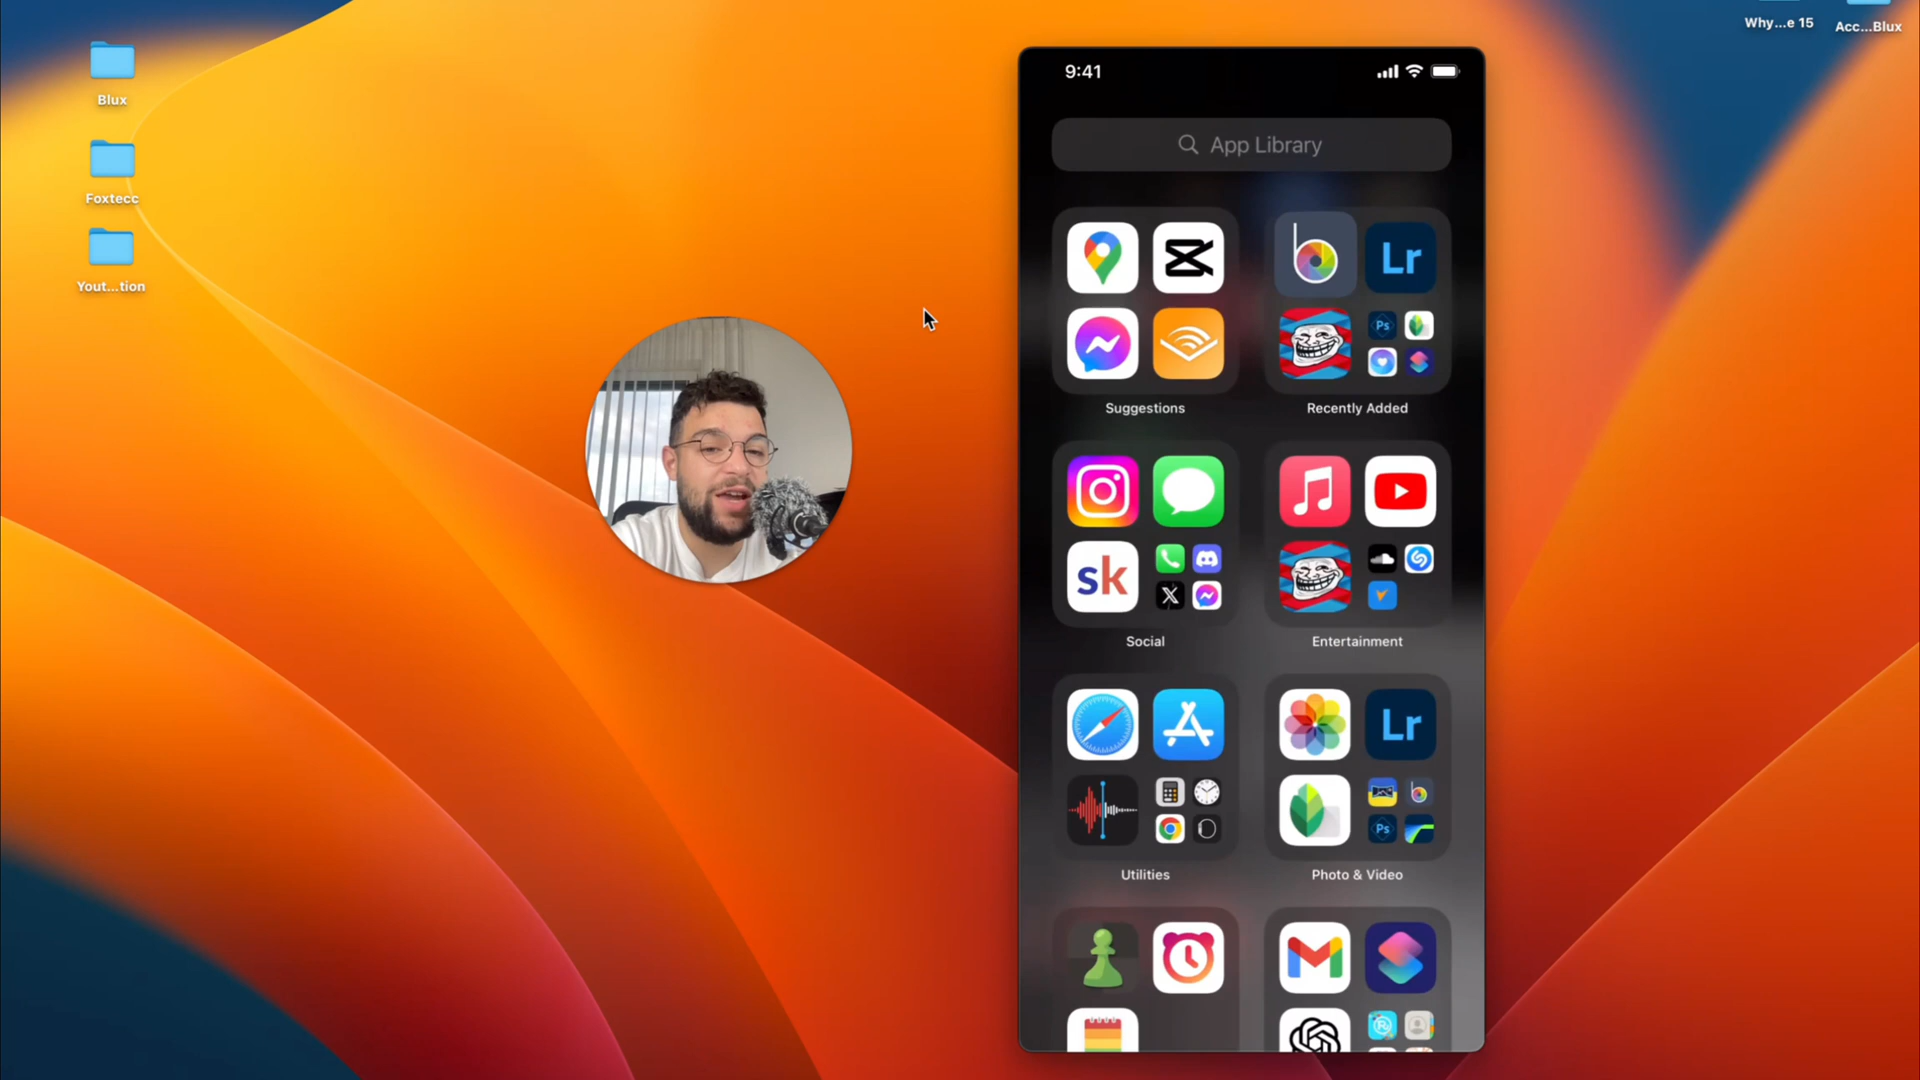 Why...e 15
Acc...Blux
Blux
Foxtecc
Yout...tion
9:41
App Library
Lr
Ps
Suggestions
Recently Added
sk
X
Social
Entertainment
Lr
Ps
Utilities
Photo & Video